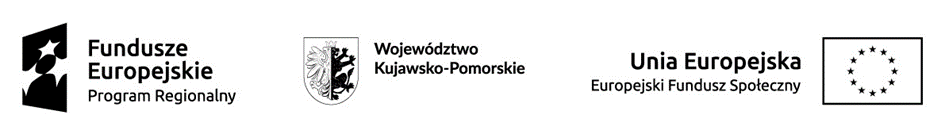 Fundusze
Europejskie
Program Regionalny
Województwo
Kujawsko-Pomorskie
Unia Europejska
Europejski Fundusz Społeczny